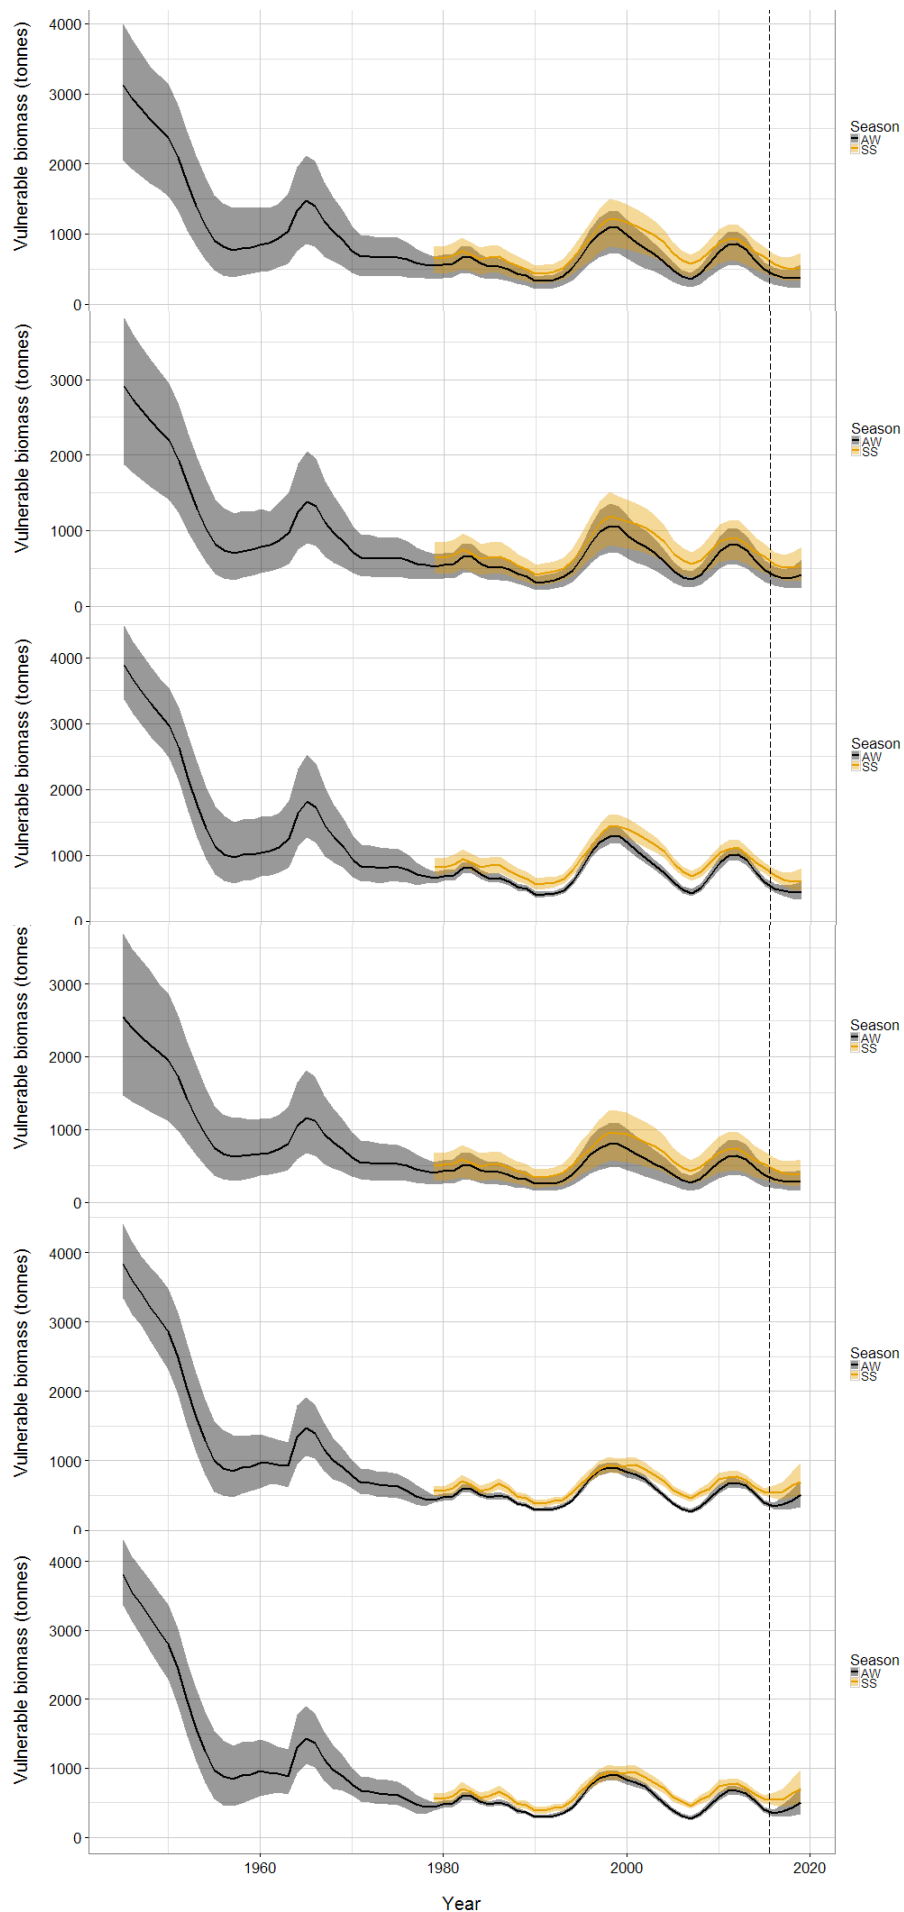 Vulnerable biomass (tonnes)
4000
3000
2000
1000
0
Season
AW
SS
Vulnerable biomass (tonnes)
3000
2000
1000
0
Season
AW
SS
Vulnerable biomass (tonnes)
4000
3000
2000
1000
0
Season
AW
SS
Vulnerable biomass (tonnes
3000
2000
1000
0
Season
AW
SS
Vulnerable biomass (tonnes)
4000
3000
2000
1000
0
Season
AW
SS
Vulnerable biomass (tonnes)
4000
3000
2000
1000
0
Season
AW
SS
1960 1980 2000 2020
Year